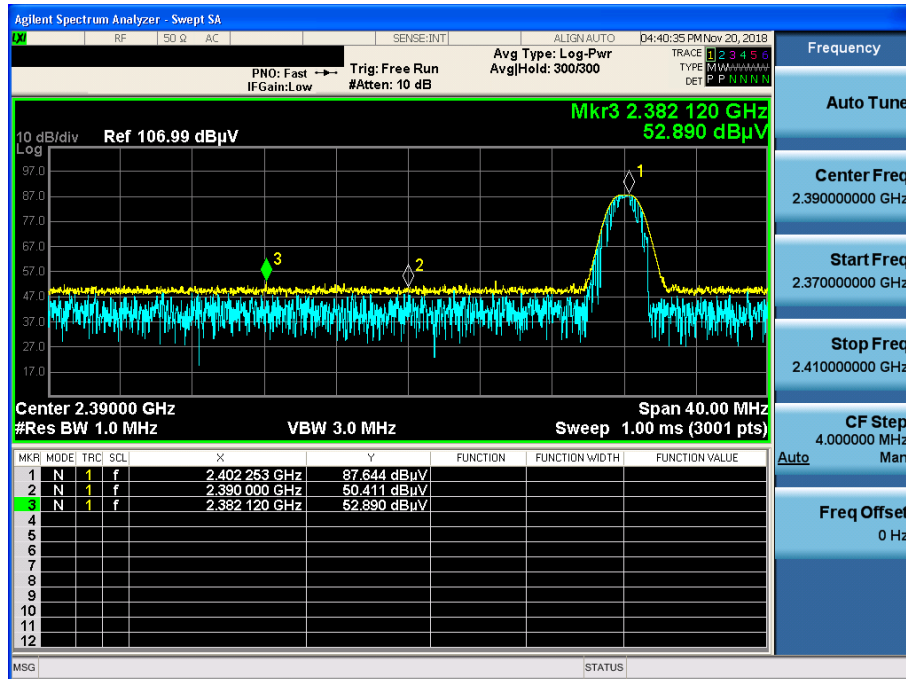 Agilent Spectrum Analyzer - Swept SA
LXI RF 50 Ω AC SENSE:INT ALIGN AUTO 04:40:35 PM Nov 20, 2018
PNO: Fast Trig: Free Run Avg Type: Log-Pwr TRACE 1 2 3 4 5 6
IFGain:Low #Atten: 10 dB Avg|Hold: 300/300 TYPE MWWWWW
DET P P N N N N
Mkr3 2.382 120 GHz
52.890 dBµV
10 dB/div Ref 106.99 dBµV
Log
97.0
87.0
77.0
67.0
57.0
47.0
37.0
27.0
17.0
1
2
3
Center 2.39000 GHz Span 40.00 MHz
#Res BW 1.0 MHz VBW 3.0 MHz Sweep 1.00 ms (3001 pts)
MKR MODE TRC SCL X Y FUNCTION FUNCTION WIDTH FUNCTION VALUE
1 N 1 f 2.402 253 GHz 87.644 dBµV
2 N 1 f 2.390 000 GHz 50.411 dBµV
3 N 1 f 2.382 120 GHz 52.890 dBµV
4
5
6
7
8
9
10
11
12
MSG STATUS
Frequency
Auto Tune
Center Freq
2.390000000 GHz
Start Freq
2.370000000 GHz
Stop Freq
2.410000000 GHz
CF Step
4.000000 MHz
Auto Man
Freq Offset
0 Hz